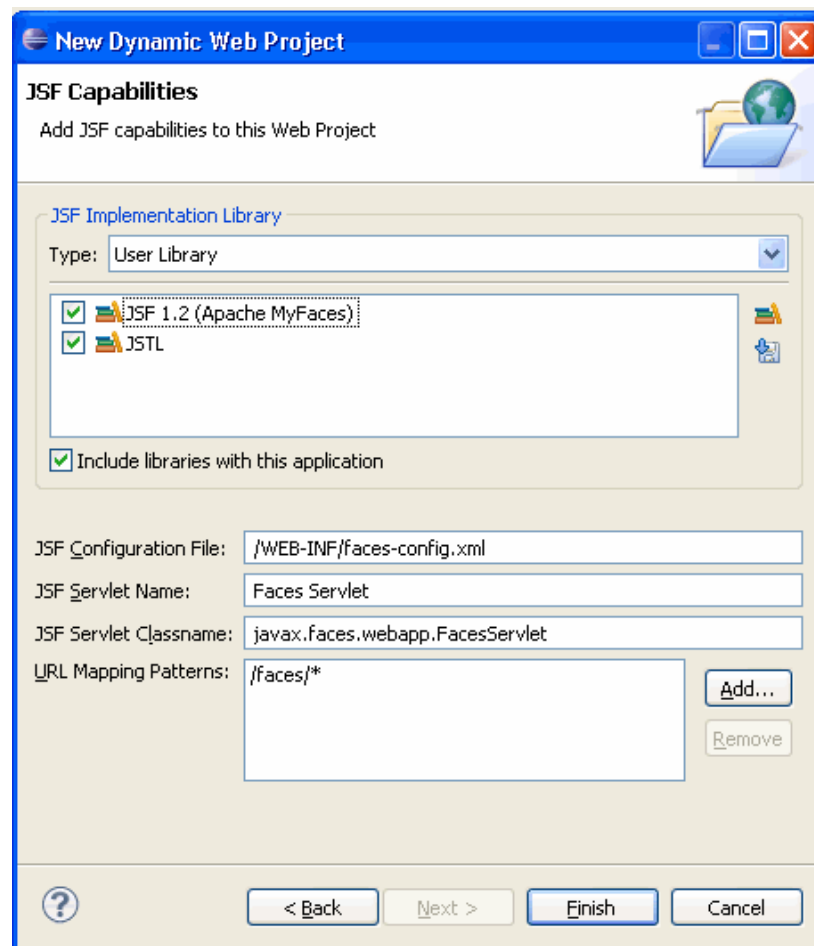 New Dynamic Web Project
JSF Capabilities
Add JSF capabilities to this Web Project
JSF Implementation Library
Type: User Library
JSF 1.2 (Apache MyFaces)
JSTL
Include libraries with this application
JSF Configuration File: /WEB-INF/faces-config.xml
JSF Servlet Name: Faces Servlet
JSF Servlet Classname: javax.faces.webapp.FacesServlet
URL Mapping Patterns: /faces/*
Add...
Remove
? < Back Next > Finish Cancel